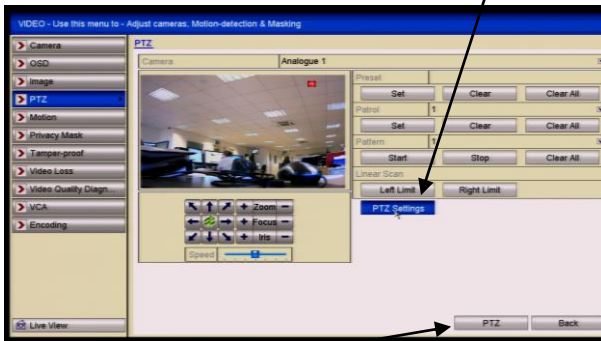 VIDEO - Use this menu to - Adjust cameras, Motion-detection & Masking
Camera
OSD
Image
PTZ
Motion
Privacy Mask
Tamper-proof
Video Loss
Video Quality Diagn...
VCA
Encoding
Live View
PTZ
Camera Analogue 1
Preset
Set Clear Clear All
Patrol 1
Set Clear Clear All
Pattern 1
Start Stop Clear All
Linear Scan
Left Limit Right Limit
PTZ Settings
+ Zoom −
+ Focus −
+ Iris −
Speed
PTZ Back